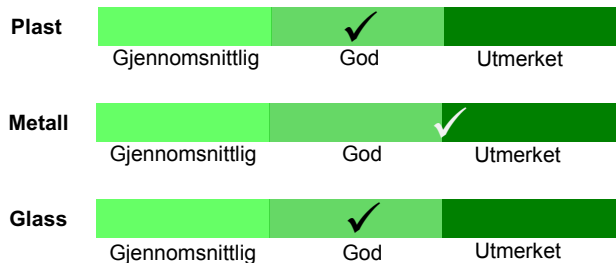 Plast
Gjennomsnittlig God Utmerket
Metall
Gjennomsnittlig God Utmerket
Glass
Gjennomsnittlig God Utmerket